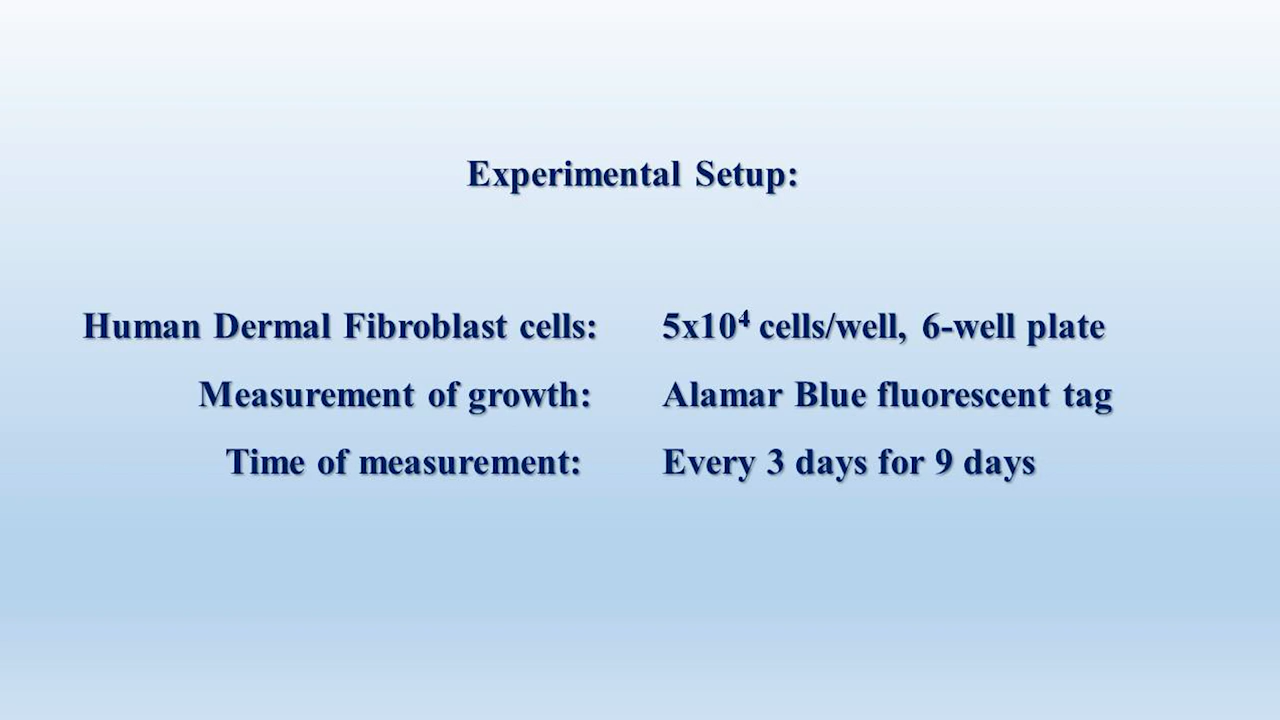 Experimental Setup:
Human Dermal Fibroblast cells: 5x10⁴ cells/well, 6-well plate
Measurement of growth: Alamar Blue fluorescent tag
Time of measurement: Every 3 days for 9 days